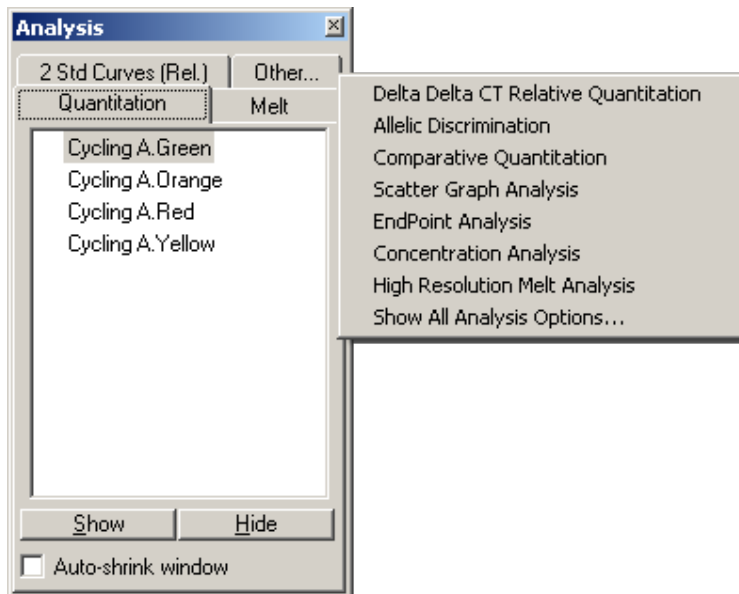 Analysis
2 Std Curves (Rel.) Other...
Quantitation Melt
Cycling A.Green
Cycling A.Orange
Cycling A.Red
Cycling A.Yellow
Show Hide
Auto-shrink window
Delta Delta CT Relative Quantitation
Allelic Discrimination
Comparative Quantitation
Scatter Graph Analysis
EndPoint Analysis
Concentration Analysis
High Resolution Melt Analysis
Show All Analysis Options...